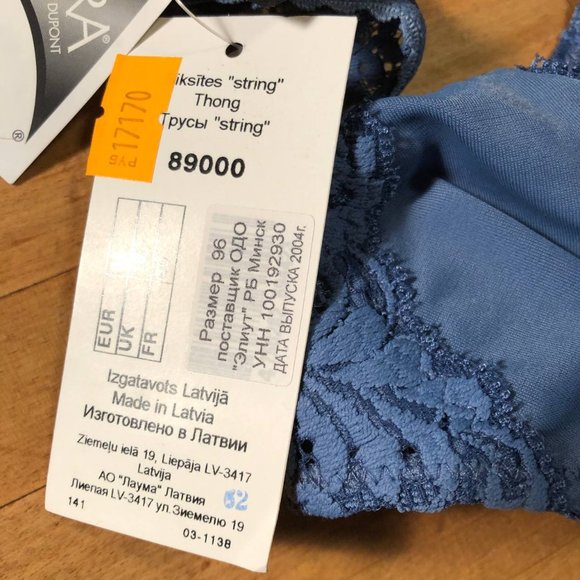 DUPONT
®
РУБ 17170
"string"
Thong
Трусы "string"
89000
EUR
UK
FR
Размер 96
поставщик ОДО
"Элиут" РБ Минск
УНН 100192930
ДАТА ВЫПУСКА 2004г.
Izgatavots Latvijā
Made in Latvia
Изготовлено в Латвии
Ziemeļu ielā 19, Liepāja LV-3417
Latvija
АО "Лаума" Латвия
Лиепая LV-3417 ул.Зиемелю 19
52
141
03-1138